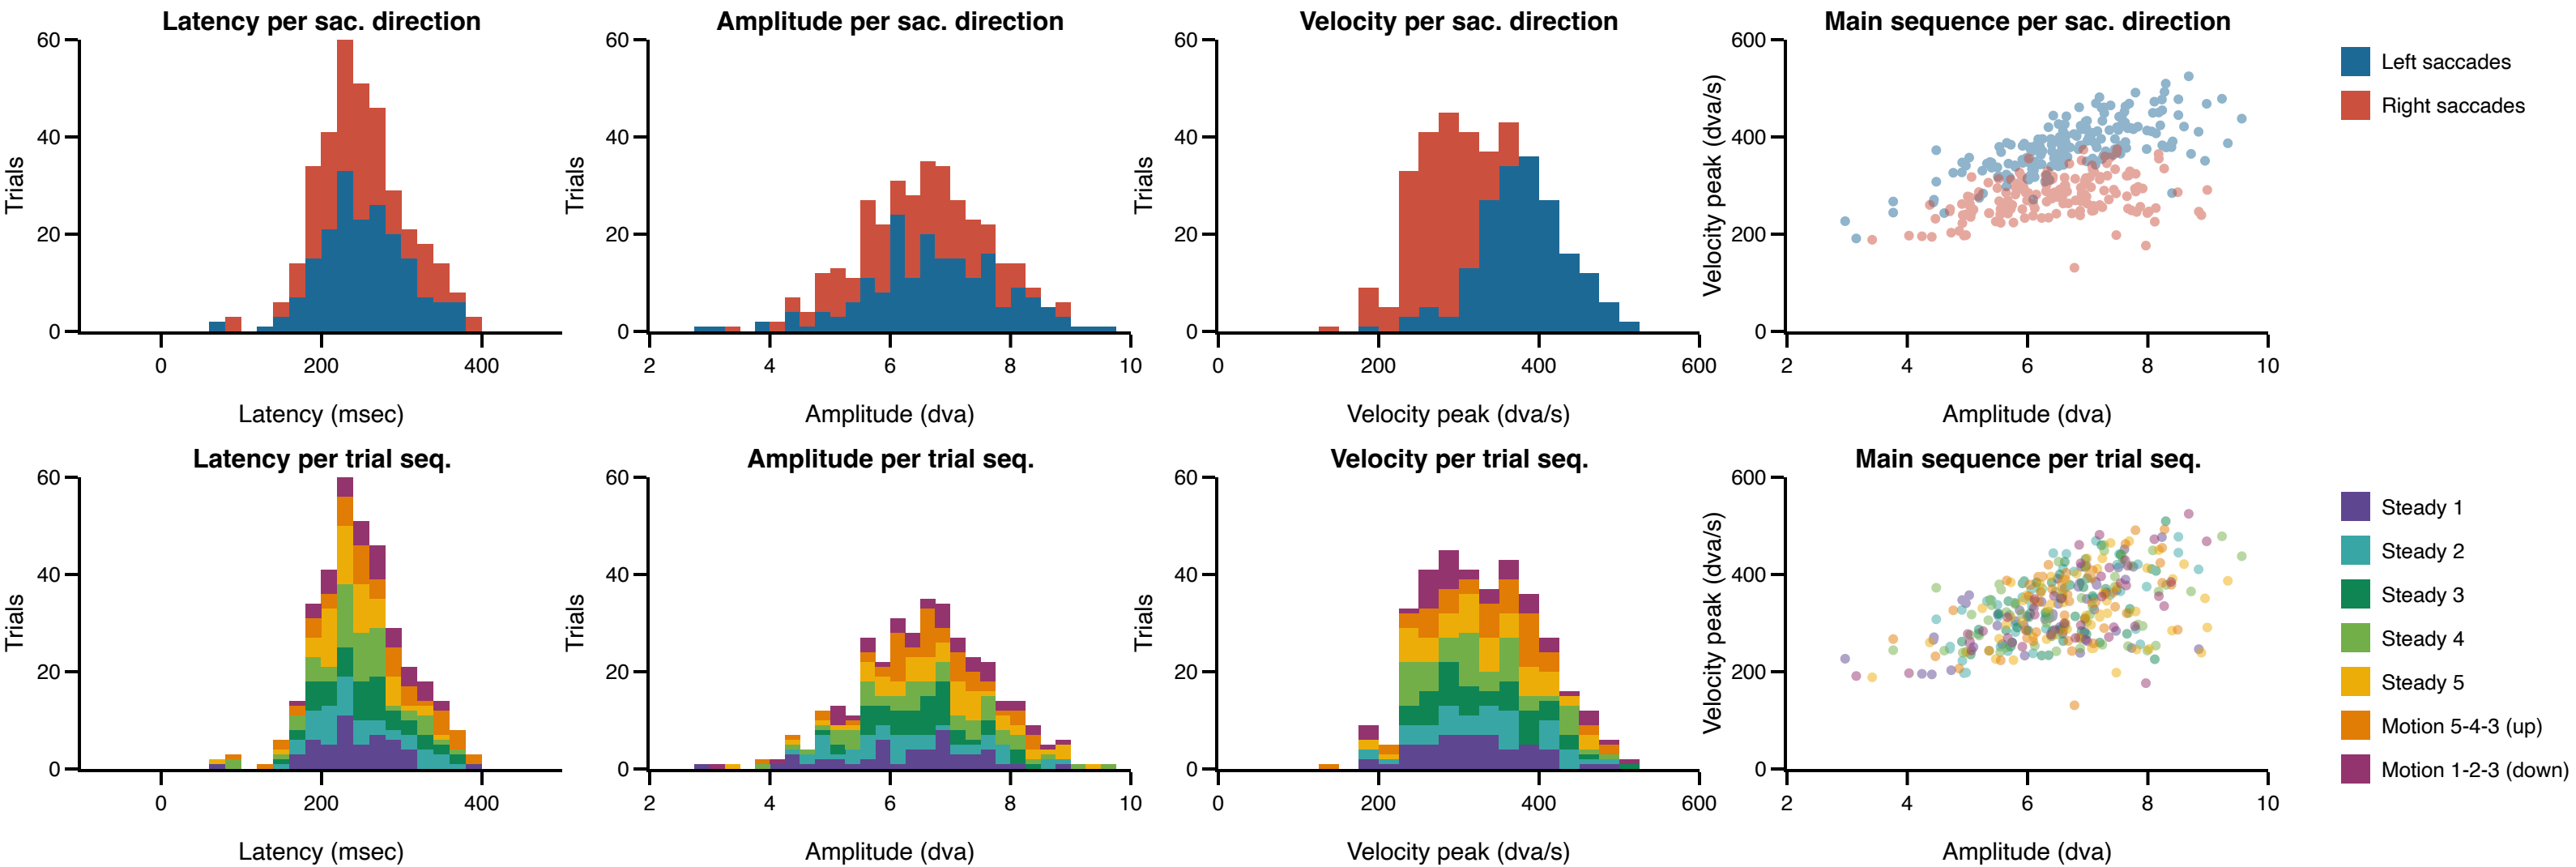 Latency per sac. direction
60
40
20
0
Trials
0 200 400
Latency (msec)
Amplitude per sac. direction
60
40
20
0
Trials
2 4 6 8 10
Amplitude (dva)
Velocity per sac. direction
60
40
20
0
Trials
0 200 400 600
Velocity peak (dva/s)
Main sequence per sac. direction
600
400
200
0
Velocity peak (dva/s)
2 4 6 8 10
Amplitude (dva)
Left saccades
Right saccades
Latency per trial seq.
60
40
20
0
Trials
0 200 400
Latency (msec)
Amplitude per trial seq.
60
40
20
0
Trials
2 4 6 8 10
Amplitude (dva)
Velocity per trial seq.
60
40
20
0
Trials
0 200 400 600
Velocity peak (dva/s)
Main sequence per trial seq.
600
400
200
0
Velocity peak (dva/s)
2 4 6 8 10
Amplitude (dva)
Steady 1
Steady 2
Steady 3
Steady 4
Steady 5
Motion 5-4-3 (up)
Motion 1-2-3 (down)